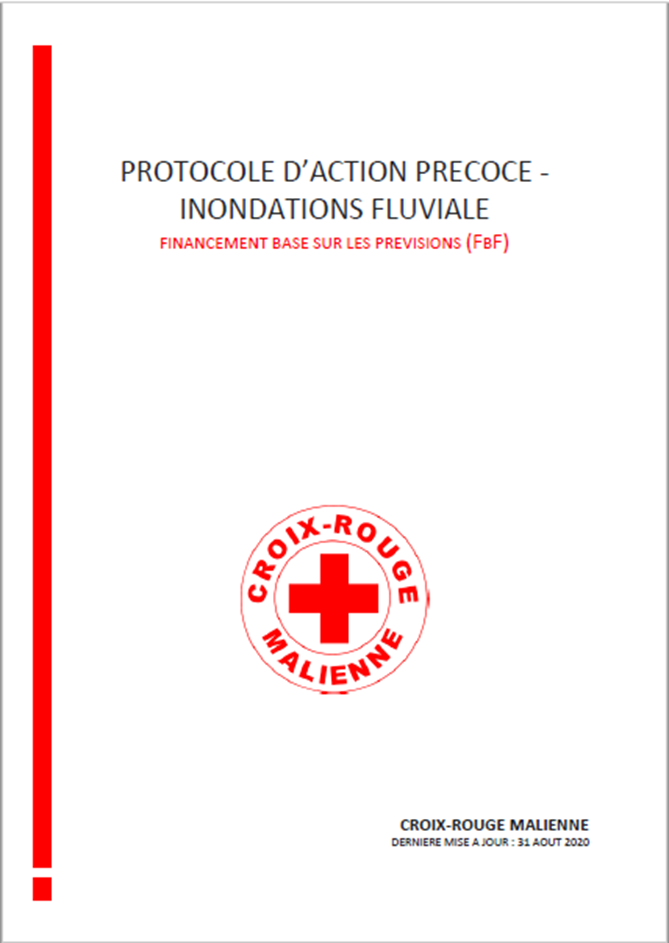 PROTOCOLE D’ACTION PRECOCE -
INONDATIONS FLUVIALE
FINANCEMENT BASE SUR LES PREVISIONS (FBF)
CROIX-ROUGE
MALIENNE
CROIX-ROUGE MALIENNE
DERNIERE MISE A JOUR : 31 AOUT 2020